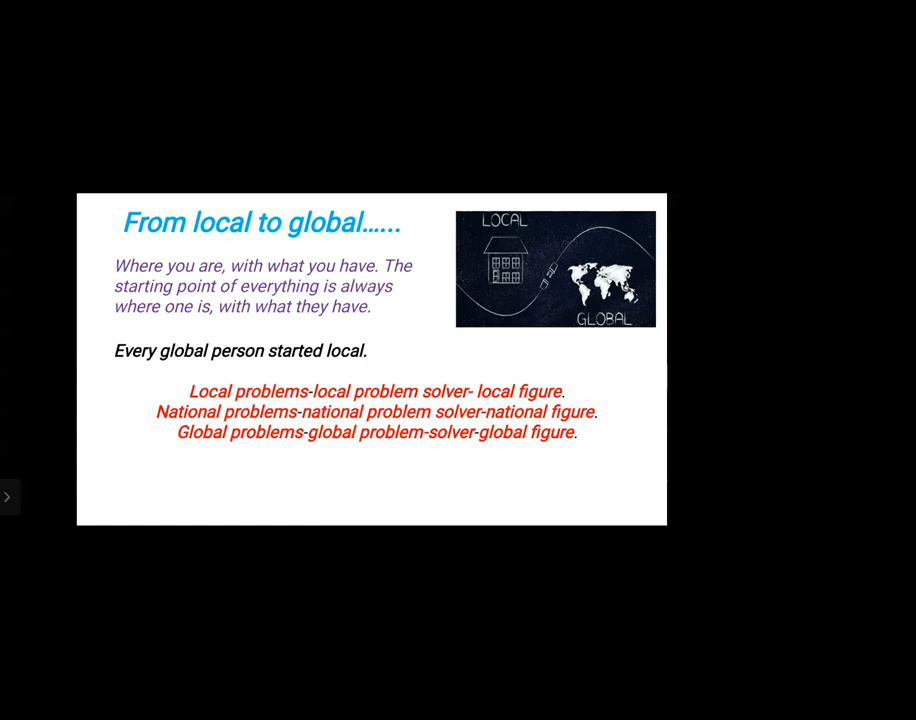 From local to global…...
LOCAL
Where you are, with what you have. The
starting point of everything is always
where one is, with what they have.
GLOBAL
Every global person started local.
Local problems-local problem solver- local figure.
National problems-national problem solver-national figure.
Global problems-global problem-solver-global figure.